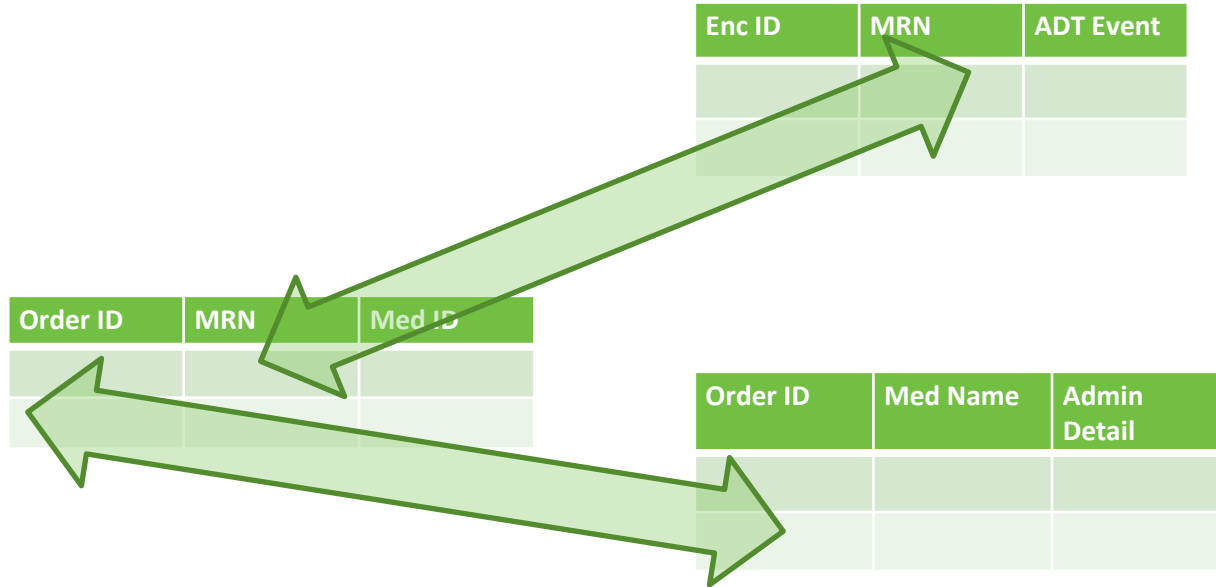 Enc ID MRN ADT Event
Order ID MRN Med ID
Order ID Med Name Admin
Detail